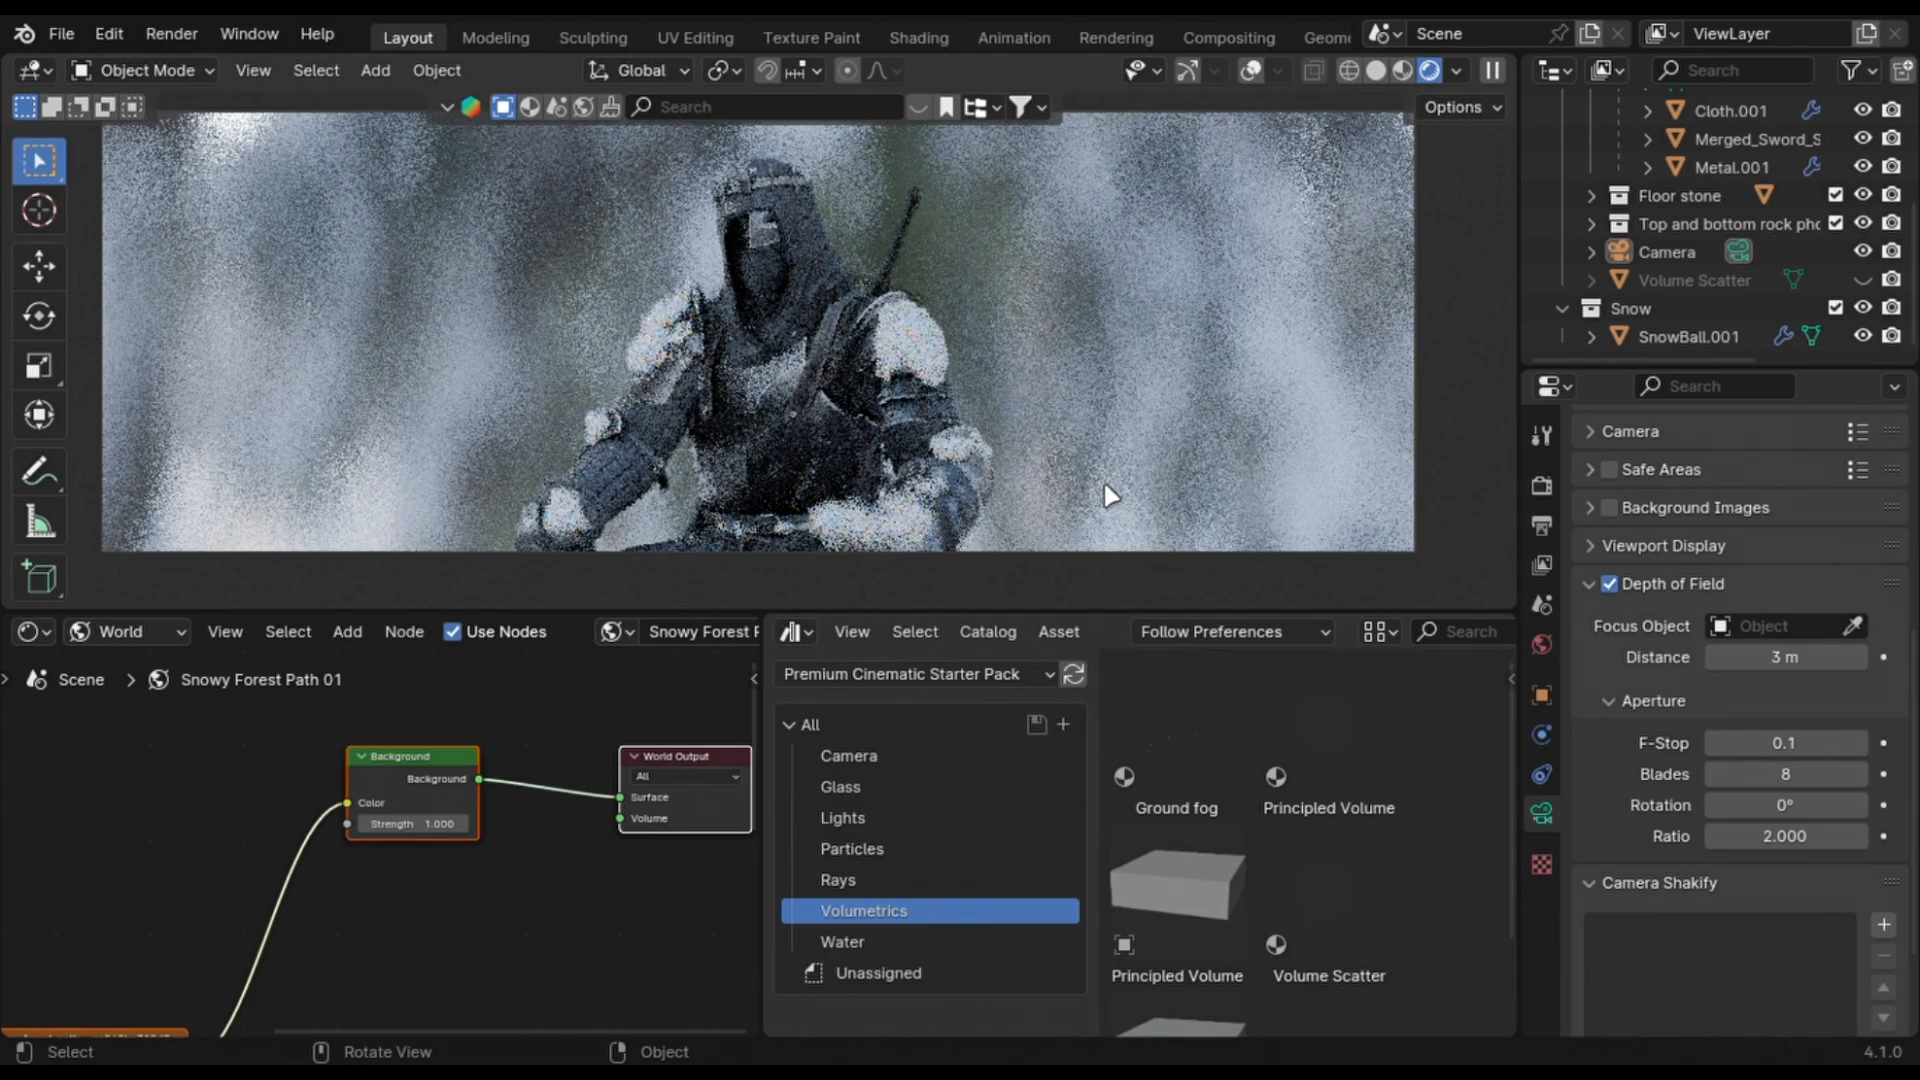 File Edit Render Window Help Layout Modeling Sculpting UV Editing Texture Paint Shading Animation Rendering Compositing Geom Scene ViewLayer
Object Mode View Select Add Object Global Search
Search Options
Cloth.001
Merged_Sword_S
Metal.001
Floor stone
Top and bottom rock pho
Camera
Volume Scatter
Snow
SnowBall.001
Search
Camera
Safe Areas
Background Images
Viewport Display
Depth of Field
Focus Object Object
Distance 3 m
Aperture
F-Stop 0.1
Blades 8
Rotation 0°
Ratio 2.000
Camera Shakify
World View Select Add Node Use Nodes Snowy Forest F
Scene > Snowy Forest Path 01
Background
Background
Color
Strength 1.000
World Output
All
Surface
Volume
View Select Catalog Asset Follow Preferences Search
Premium Cinematic Starter Pack
All
Camera
Glass
Lights
Particles
Rays
Volumetrics
Water
Unassigned
Ground fog Principled Volume
Principled Volume Volume Scatter
Select Rotate View Object 4.1.0